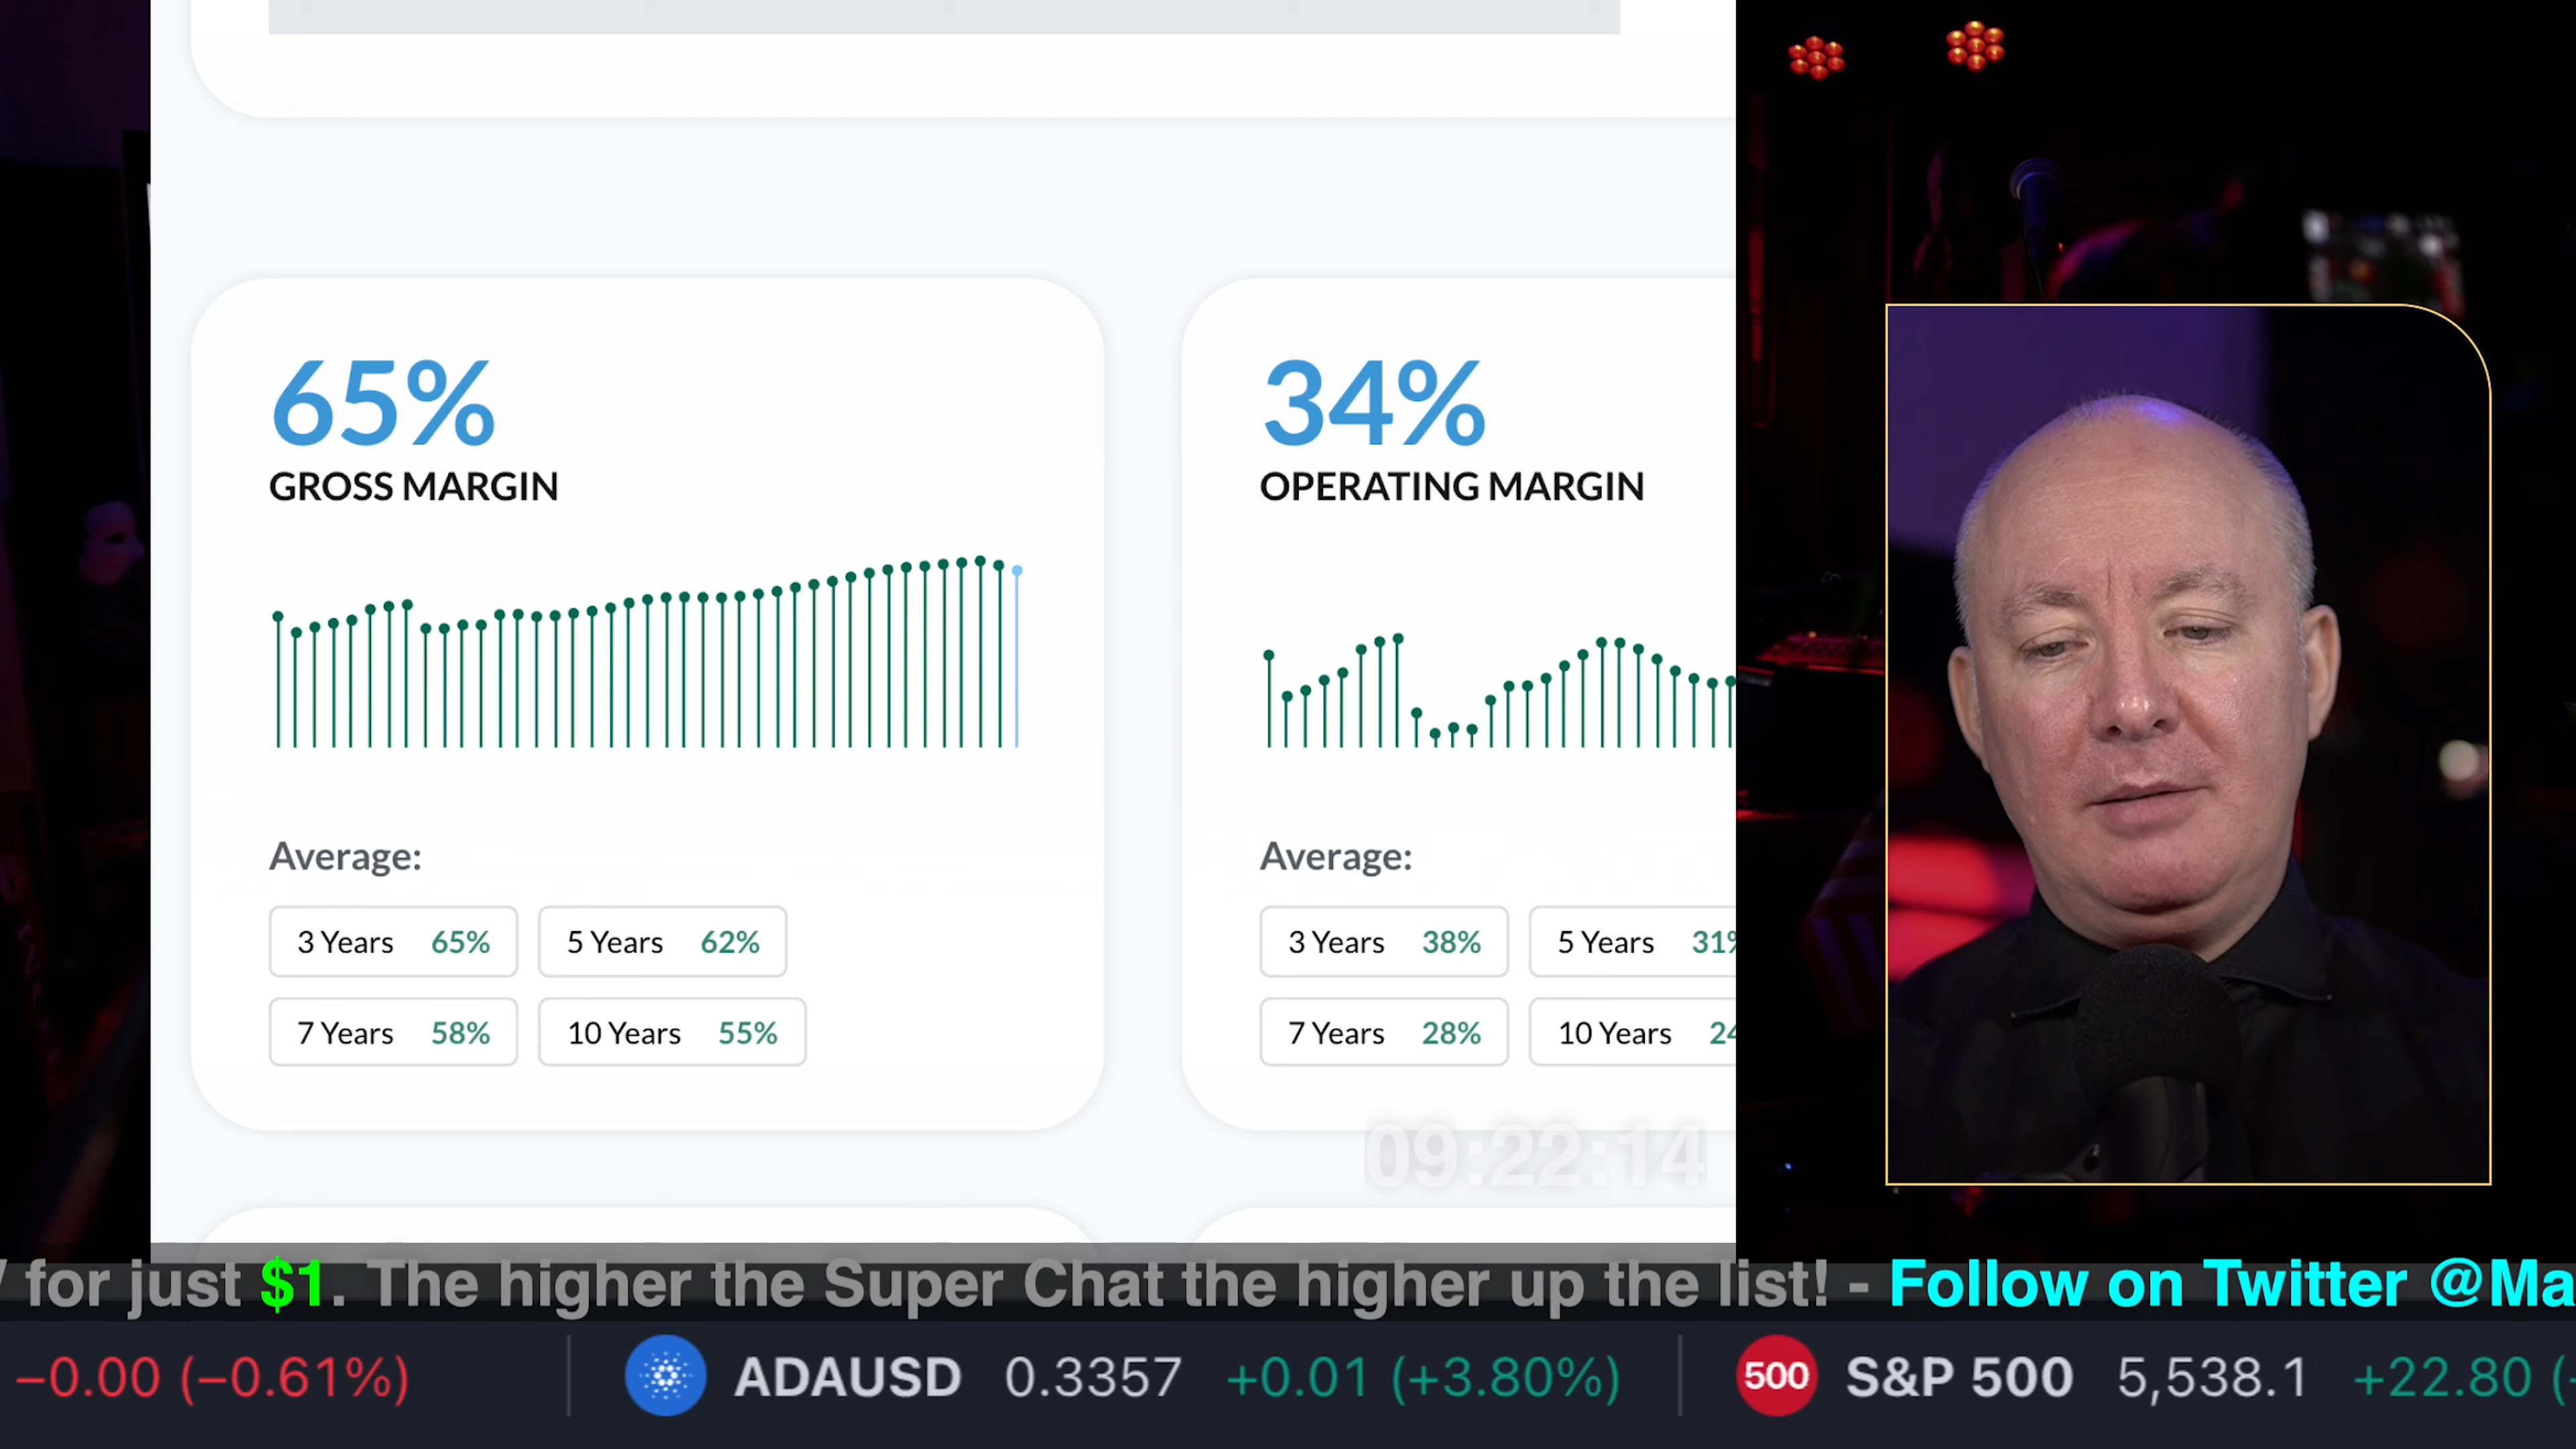 65%
GROSS MARGIN
Average:
3 Years 65%
5 Years 62%
7 Years 58%
10 Years 55%
34%
OPERATING MARGIN
Average:
3 Years 38%
5 Years 31%
7 Years 28%
10 Years 24
09:22:14
for just $1. The higher the Super Chat the higher up the list! - Follow on Twitter @Ma
−0.00 (−0.61%)
ADAUSD 0.3357 +0.01 (+3.80%)
500 S&P 500 5,538.1 +22.80 (